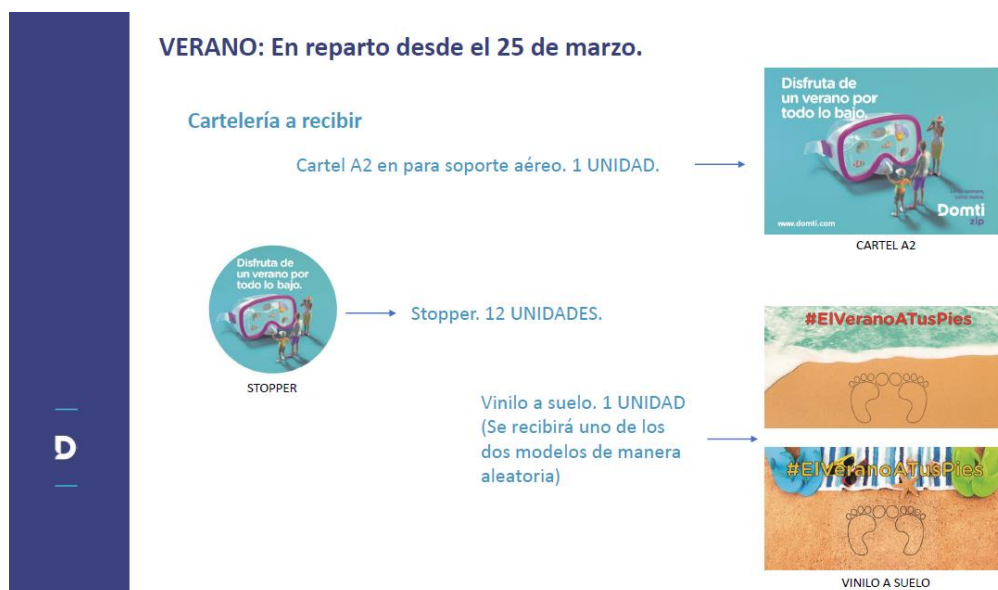 VERANO: En reparto desde el 25 de marzo.
Cartelería a recibir
Cartel A2 en para soporte aéreo. 1 UNIDAD.
Disfruta de
un verano por
todo lo bajo.
www.domti.com
Domti
zip
CARTEL A2
Disfruta de
un verano por
todo lo bajo.
STOPPER
Stopper. 12 UNIDADES.
Vinilo a suelo. 1 UNIDAD
(Se recibirá uno de los
dos modelos de manera
aleatoria)
#ElVeranoATusPies
#ElVeranoATusPies
VINILO A SUELO
D